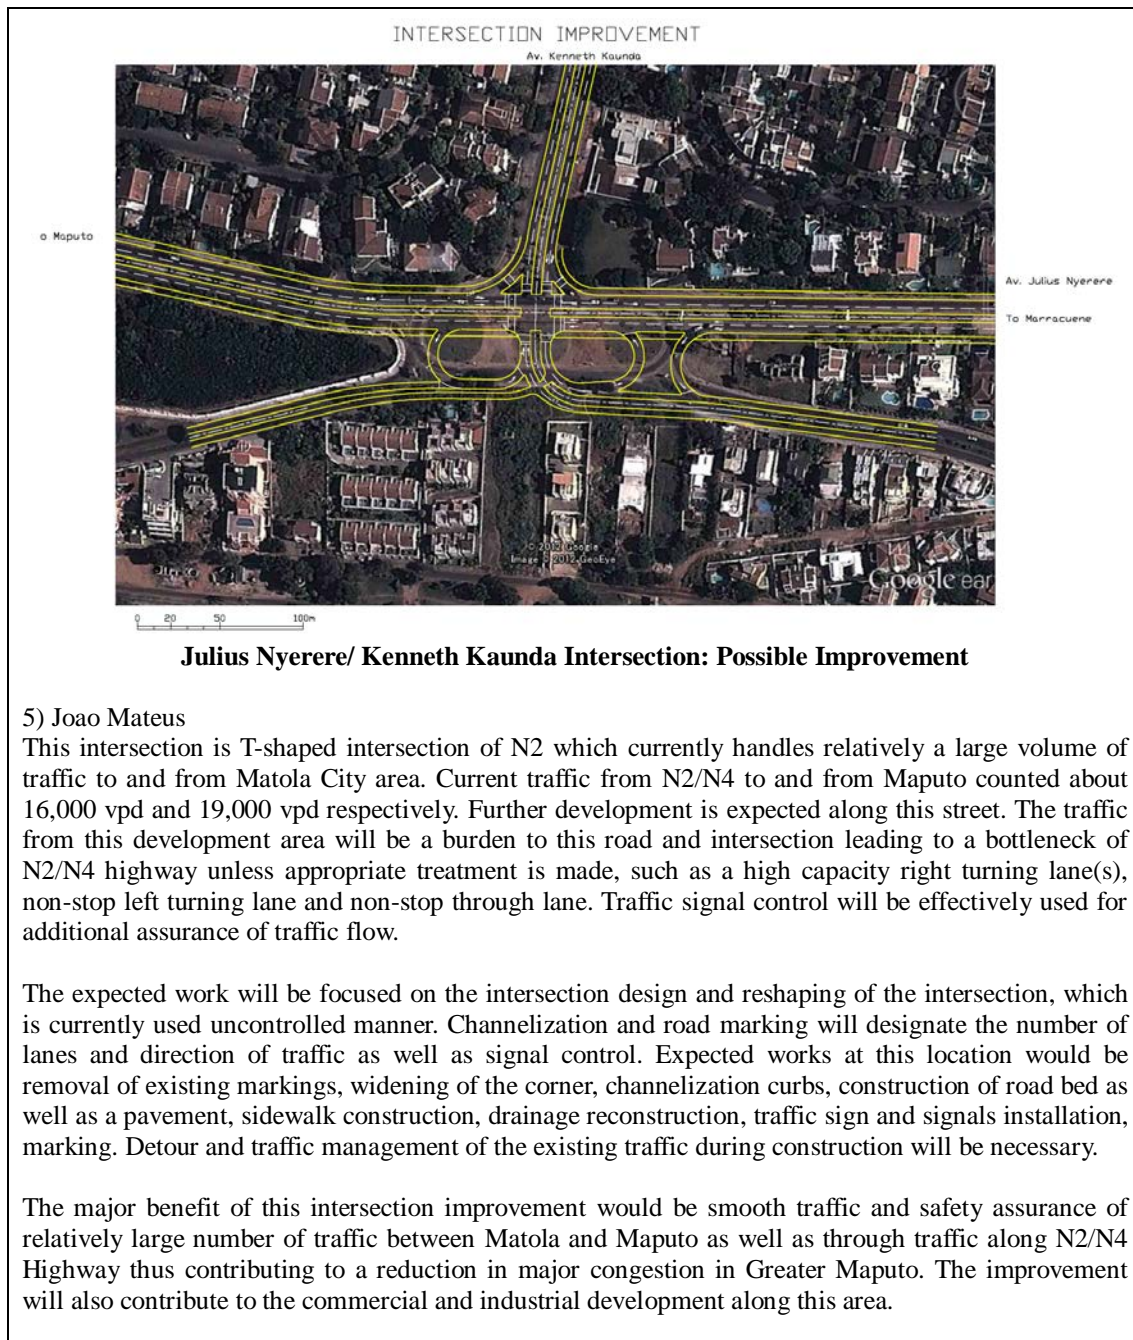 INTERSECTION IMPROVEMENT
Av. Kenneth Kaunda
o Maputo
Av. Julius Nyerere
To Marracuene
© 2012 Google
Image © 2012 GeoEye
Google ear
0 20 50 100m
Julius Nyerere/ Kenneth Kaunda Intersection: Possible Improvement
5) Joao Mateus
This intersection is T-shaped intersection of N2 which currently handles relatively a large volume of
traffic to and from Matola City area. Current traffic from N2/N4 to and from Maputo counted about
16,000 vpd and 19,000 vpd respectively. Further development is expected along this street. The traffic
from this development area will be a burden to this road and intersection leading to a bottleneck of
N2/N4 highway unless appropriate treatment is made, such as a high capacity right turning lane(s),
non-stop left turning lane and non-stop through lane. Traffic signal control will be effectively used for
additional assurance of traffic flow.
The expected work will be focused on the intersection design and reshaping of the intersection, which
is currently used uncontrolled manner. Channelization and road marking will designate the number of
lanes and direction of traffic as well as signal control. Expected works at this location would be
removal of existing markings, widening of the corner, channelization curbs, construction of road bed as
well as a pavement, sidewalk construction, drainage reconstruction, traffic sign and signals installation,
marking. Detour and traffic management of the existing traffic during construction will be necessary.
The major benefit of this intersection improvement would be smooth traffic and safety assurance of
relatively large number of traffic between Matola and Maputo as well as through traffic along N2/N4
Highway thus contributing to a reduction in major congestion in Greater Maputo. The improvement
will also contribute to the commercial and industrial development along this area.